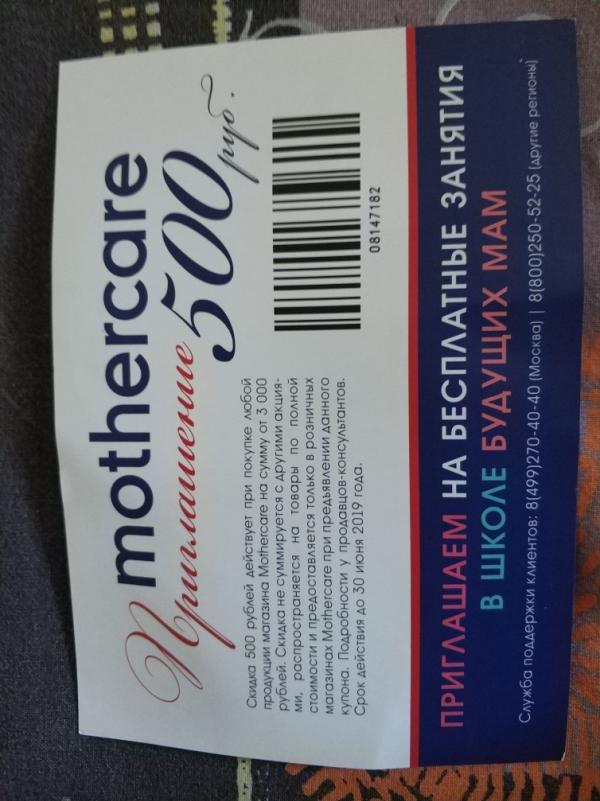 mothercare
Приглашение
500 руб.
Скидка 500 рублей действует при покупке любой
продукции магазина Mothercare на сумму от 3 000
рублей. Скидка не суммируется с другими акция-
ми, распространяется на товары по полной
стоимости и предоставляется только в розничных
магазинах Mothercare при предъявлении данного
купона. Подробности у продавцов-консультантов.
Срок действия до 30 июня 2019 года.
08147182
ПРИГЛАШАЕМ НА БЕСПЛАТНЫЕ ЗАНЯТИЯ
В ШКОЛЕ БУДУЩИХ МАМ
Служба поддержки клиентов: 8(499)270-40-40 (Москва) | 8(800)250-52-25 (другие регионы)